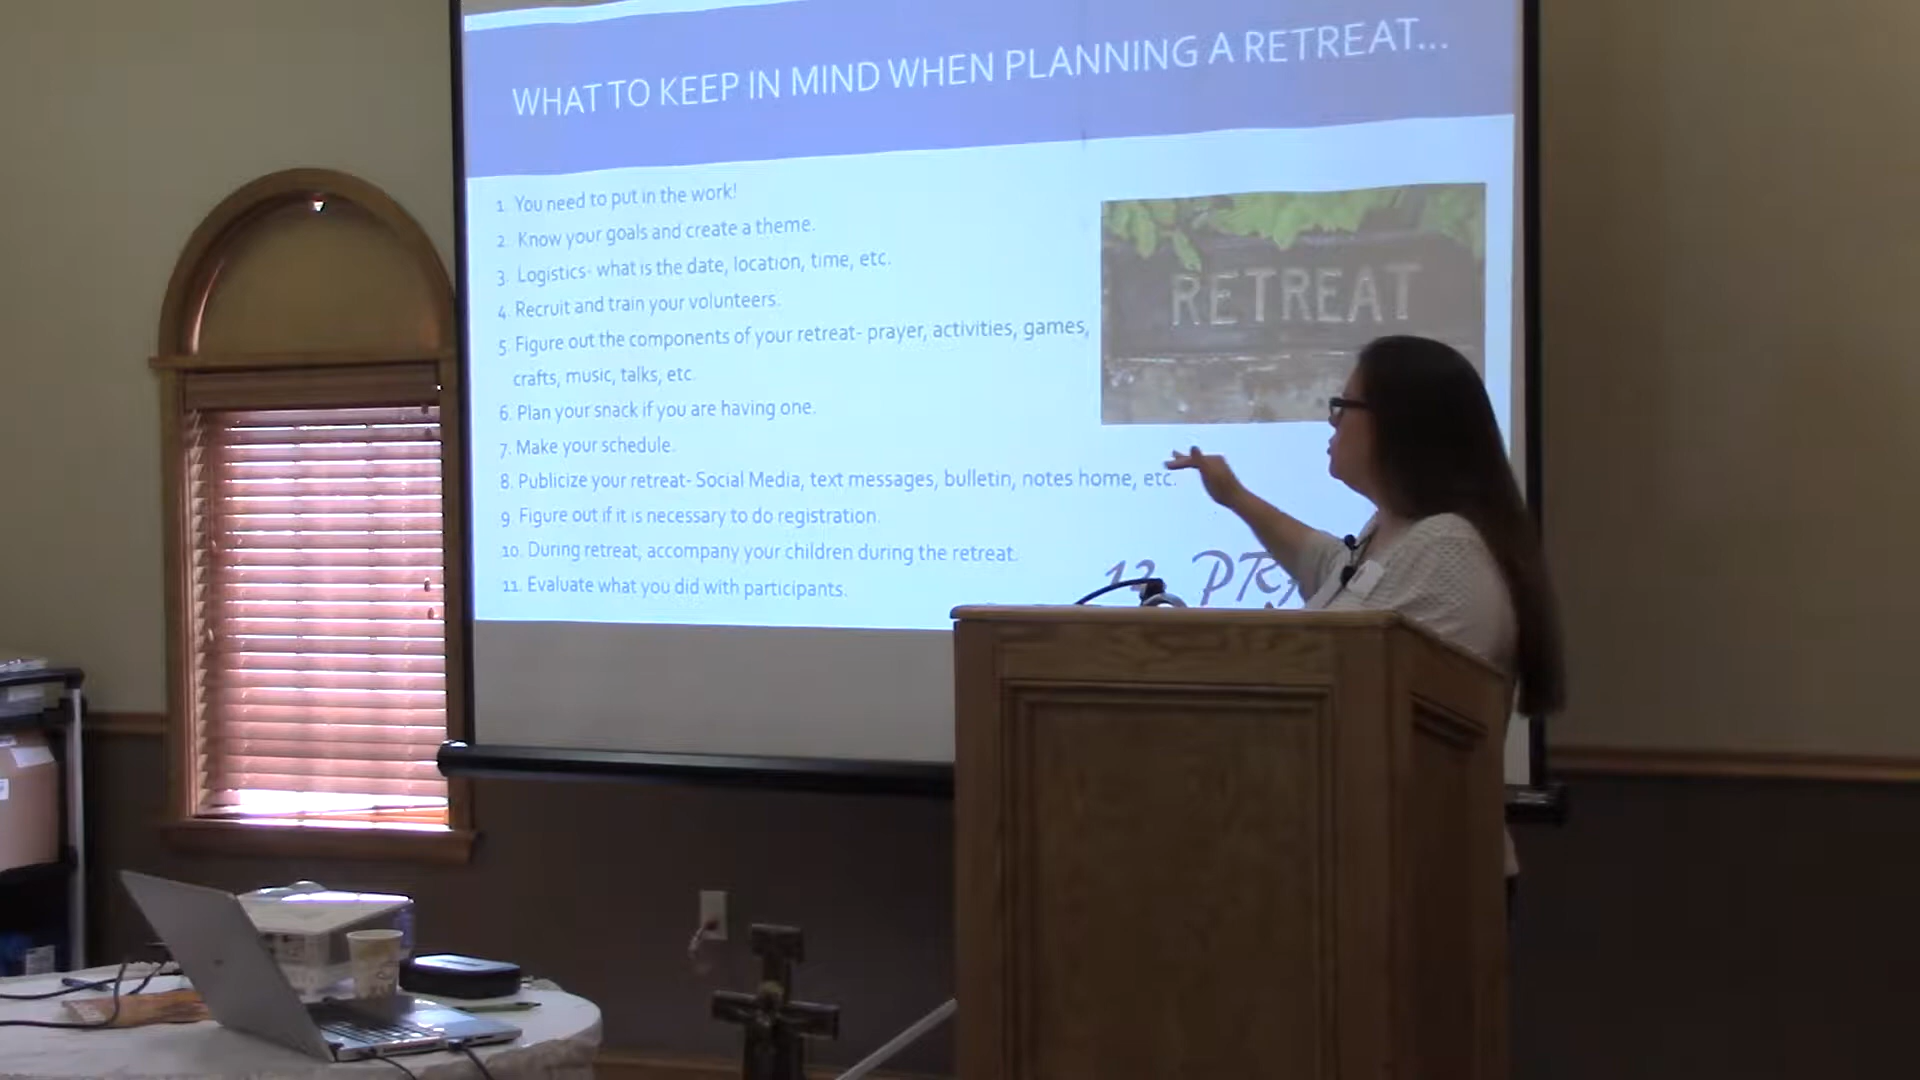 WHAT TO KEEP IN MIND WHEN PLANNING A RETREAT...
1. You need to put in the work!
2. Know your goals and create a theme.
3. Logistics- what is the date, location, time, etc.
4. Recruit and train your volunteers.
5. Figure out the components of your retreat- prayer, activities, games,
crafts, music, talks, etc.
6. Plan your snack if you are having one.
7. Make your schedule.
8. Publicize your retreat- Social Media, text messages, bulletin, notes home, etc.
9. Figure out if it is necessary to do registration.
10. During retreat, accompany your children during the retreat.
11. Evaluate what you did with participants.
RETREAT
12.